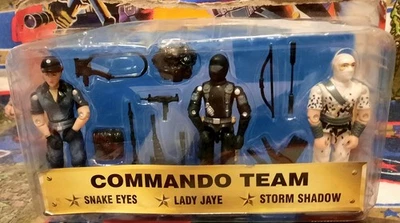 COMMANDO TEAM
SNAKE EYES LADY JAYE STORM SHADOW